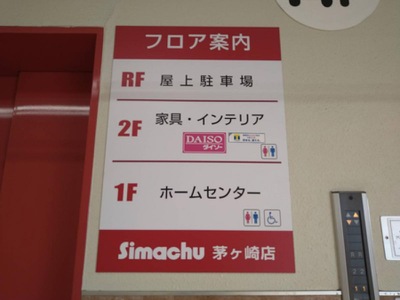 フロア案内
RF 屋上駐車場
2F 家具・インテリア
DAISO
ダイソー
1F ホームセンター
Simachu 茅ヶ崎店